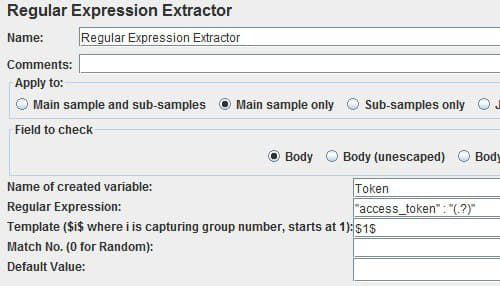 Regular Expression Extractor
Name: Regular Expression Extractor
Comments:
Apply to:
Main sample and sub-samples Main sample only Sub-samples only J
Field to check
Body Body (unescaped) Body
Name of created variable: Token
Regular Expression: "access_token" : "(.?)"
Template ($i$ where i is capturing group number, starts at 1): $1$
Match No. (0 for Random):
Default Value: